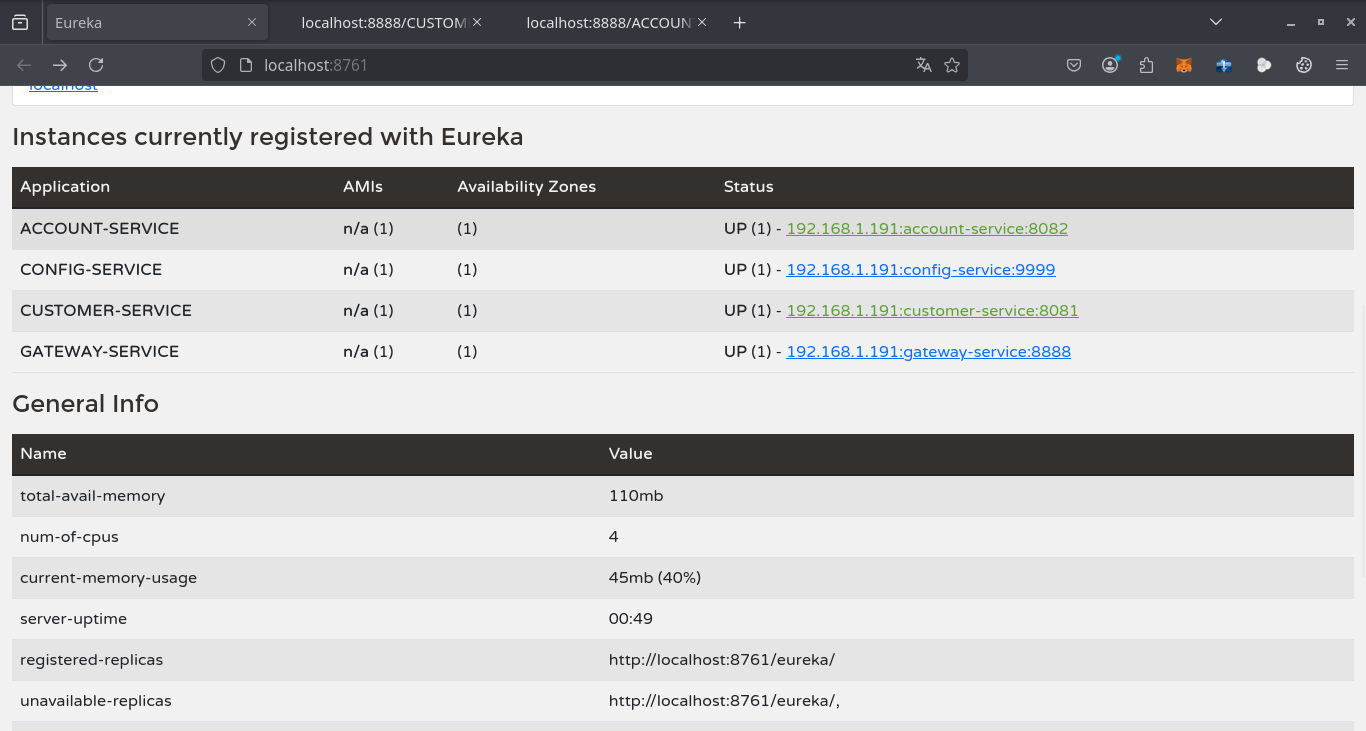 Eureka
localhost:8888/CUSTOM
localhost:8888/ACCOUN
localhost:8761
localhost
Instances currently registered with Eureka
Application AMIs Availability Zones Status
ACCOUNT-SERVICE n/a (1) (1) UP (1) - 192.168.1.191:account-service:8082
CONFIG-SERVICE n/a (1) (1) UP (1) - 192.168.1.191:config-service:9999
CUSTOMER-SERVICE n/a (1) (1) UP (1) - 192.168.1.191:customer-service:8081
GATEWAY-SERVICE n/a (1) (1) UP (1) - 192.168.1.191:gateway-service:8888
General Info
Name Value
total-avail-memory 110mb
num-of-cpus 4
current-memory-usage 45mb (40%)
server-uptime 00:49
registered-replicas http://localhost:8761/eureka/
unavailable-replicas http://localhost:8761/eureka/,